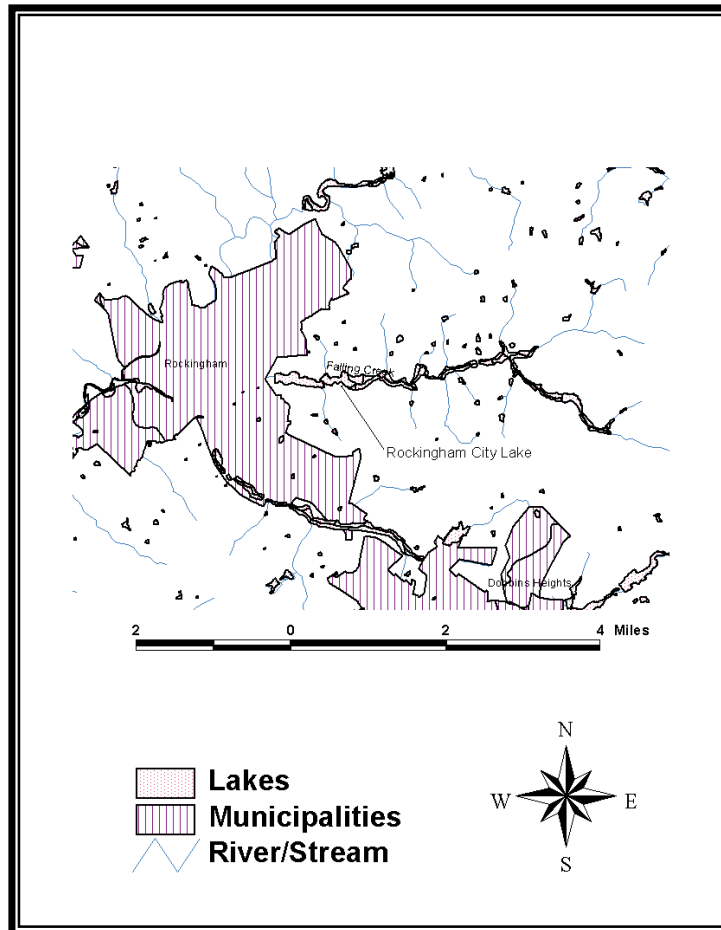 Rockingham
Falling Creek
Rockingham City Lake
Dobbins Heights
2 0 2 4 Miles
Lakes
Municipalities
River/Stream
N
W E
S